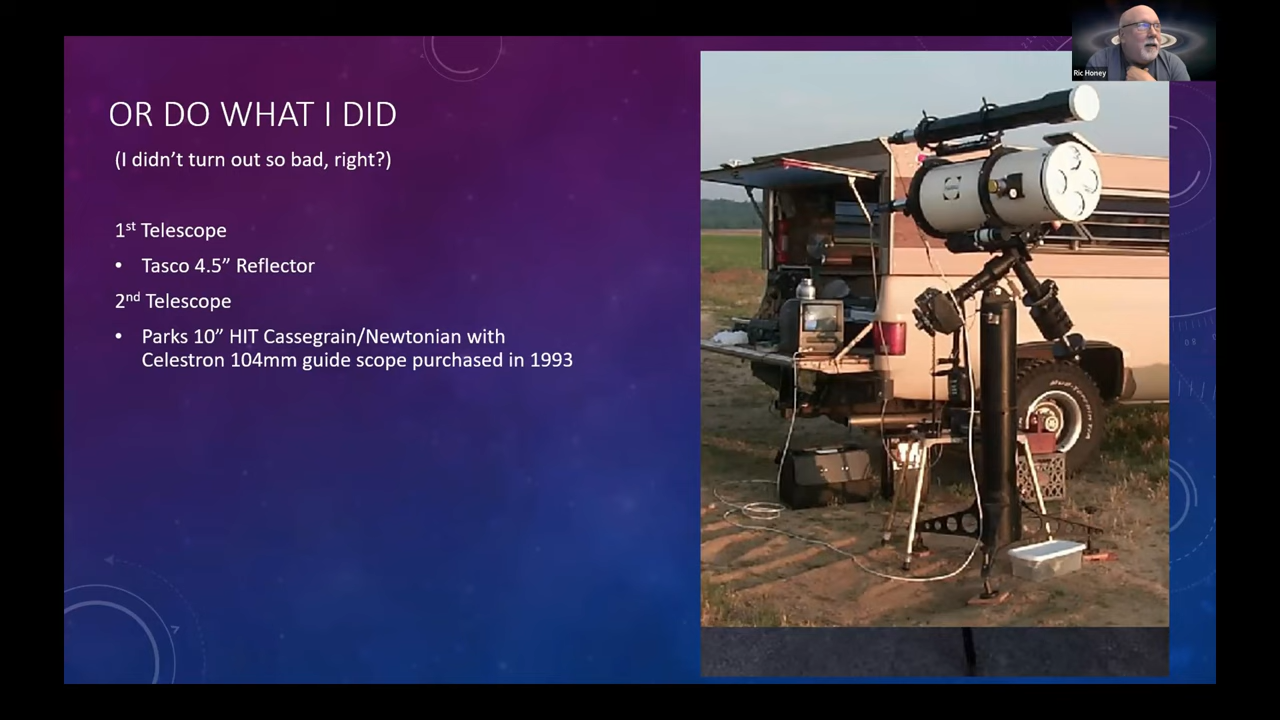 OR DO WHAT I DID
(I didn't turn out so bad, right?)
1st Telescope
• Tasco 4.5” Reflector
2nd Telescope
• Parks 10” HIT Cassegrain/Newtonian with
Celestron 104mm guide scope purchased in 1993
Ric Honey